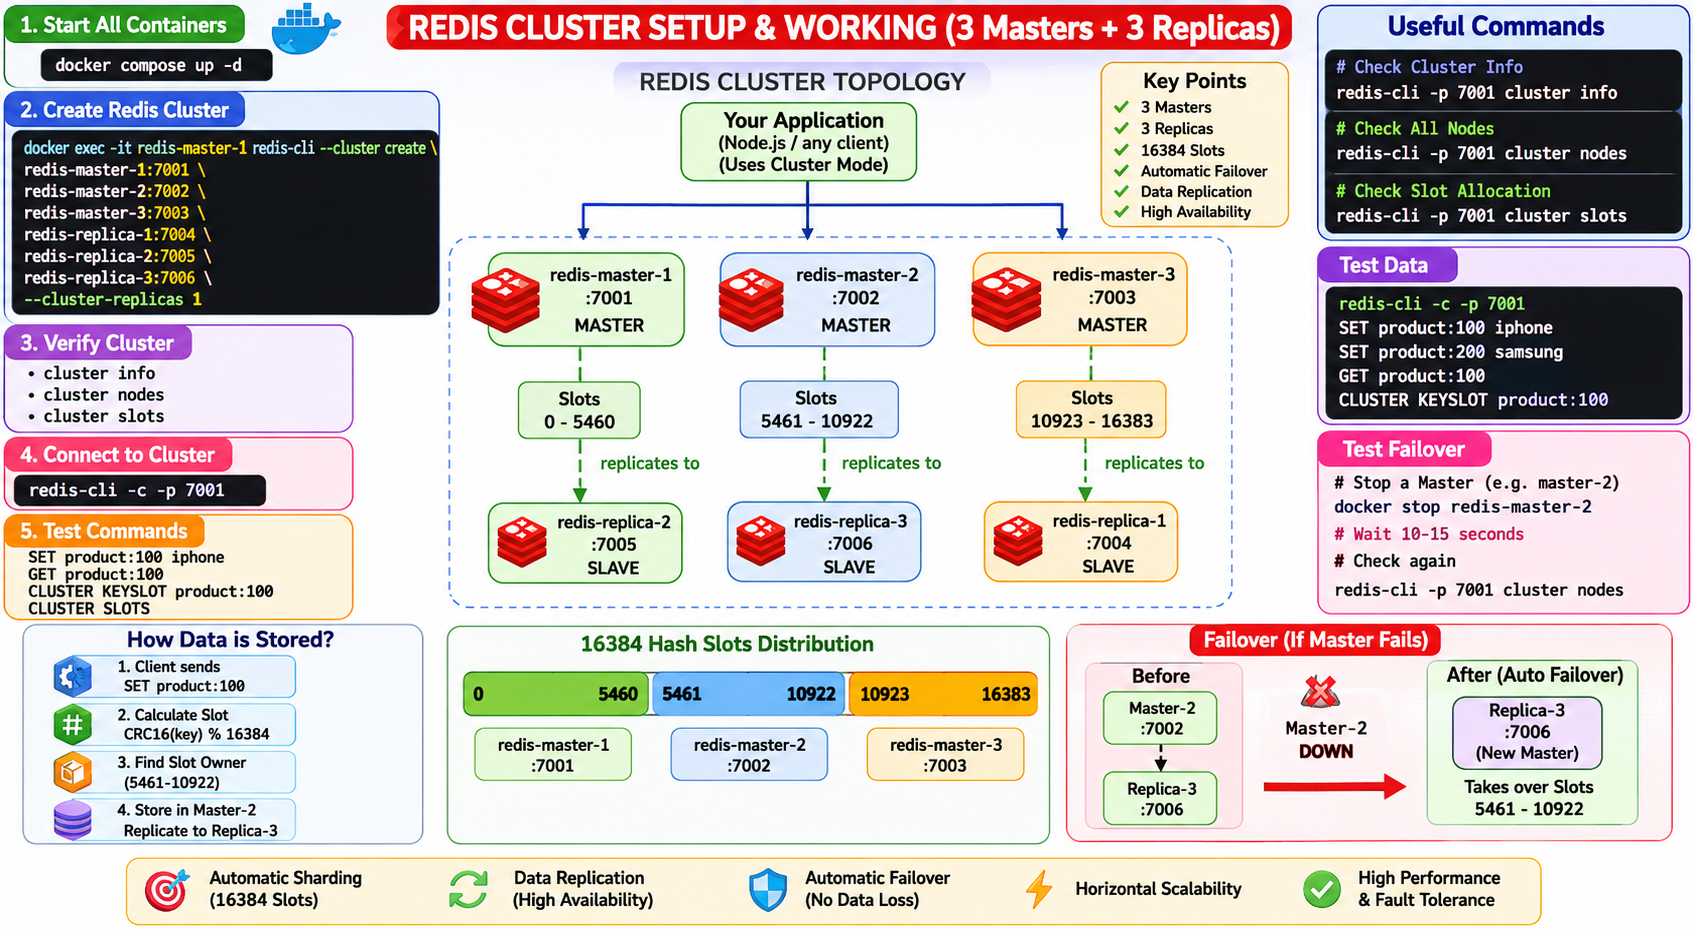 1. Start All Containers
docker compose up -d
2. Create Redis Cluster
docker exec -it redis-master-1 redis-cli --cluster create \
redis-master-1:7001 \
redis-master-2:7002 \
redis-master-3:7003 \
redis-replica-1:7004 \
redis-replica-2:7005 \
redis-replica-3:7006 \
--cluster-replicas 1
3. Verify Cluster
• cluster info
• cluster nodes
• cluster slots
4. Connect to Cluster
redis-cli -c -p 7001
5. Test Commands
SET product:100 iphone
GET product:100
CLUSTER KEYSLOT product:100
CLUSTER SLOTS
REDIS CLUSTER SETUP & WORKING (3 Masters + 3 Replicas)
REDIS CLUSTER TOPOLOGY
Your Application
(Node.js / any client)
(Uses Cluster Mode)
Key Points
3 Masters
3 Replicas
16384 Slots
Automatic Failover
Data Replication
High Availability
redis-master-1
:7001
MASTER
redis-master-2
:7002
MASTER
redis-master-3
:7003
MASTER
Slots
0 - 5460
Slots
5461 - 10922
Slots
10923 - 16383
replicates to
replicates to
replicates to
redis-replica-2
:7005
SLAVE
redis-replica-3
:7006
SLAVE
redis-replica-1
:7004
SLAVE
Useful Commands
# Check Cluster Info
redis-cli -p 7001 cluster info
# Check All Nodes
redis-cli -p 7001 cluster nodes
# Check Slot Allocation
redis-cli -p 7001 cluster slots
Test Data
redis-cli -c -p 7001
SET product:100 iphone
SET product:200 samsung
GET product:100
CLUSTER KEYSLOT product:100
Test Failover
# Stop a Master (e.g. master-2)
docker stop redis-master-2
# Wait 10-15 seconds
# Check again
redis-cli -p 7001 cluster nodes
How Data is Stored?
1. Client sends
SET product:100
2. Calculate Slot
CRC16(key) % 16384
3. Find Slot Owner
(5461-10922)
4. Store in Master-2
Replicate to Replica-3
16384 Hash Slots Distribution
0 5460 5461 10922 10923 16383
redis-master-1
:7001
redis-master-2
:7002
redis-master-3
:7003
Failover (If Master Fails)
Before
Master-2
:7002
Replica-3
:7006
Master-2
DOWN
After (Auto Failover)
Replica-3
:7006
(New Master)
Takes over Slots
5461 - 10922
Automatic Sharding
(16384 Slots)
Data Replication
(High Availability)
Automatic Failover
(No Data Loss)
Horizontal Scalability
High Performance
& Fault Tolerance